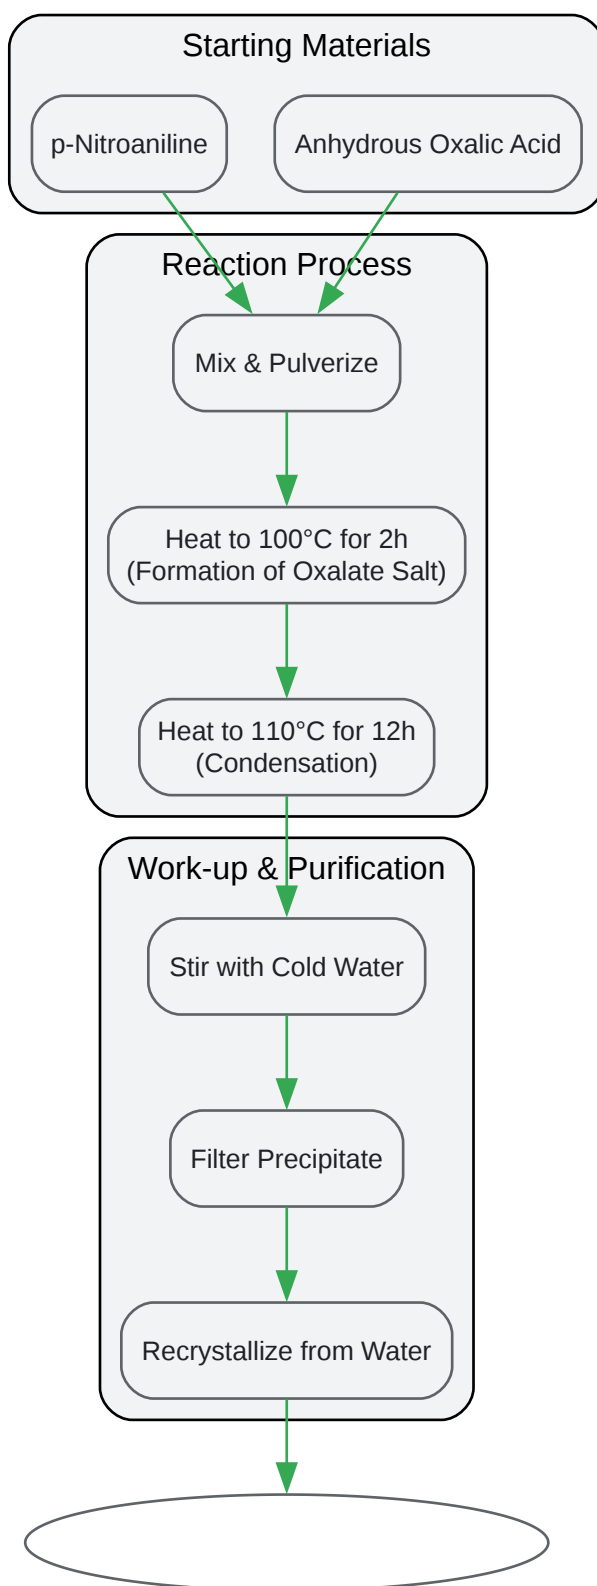 Starting Materials
p-Nitroaniline
Anhydrous Oxalic Acid
Reaction Process
Mix & Pulverize
Heat to 100°C for 2h
(Formation of Oxalate Salt)
Heat to 110°C for 12h
(Condensation)
Work-up & Purification
Stir with Cold Water
Filter Precipitate
Recrystallize from Water